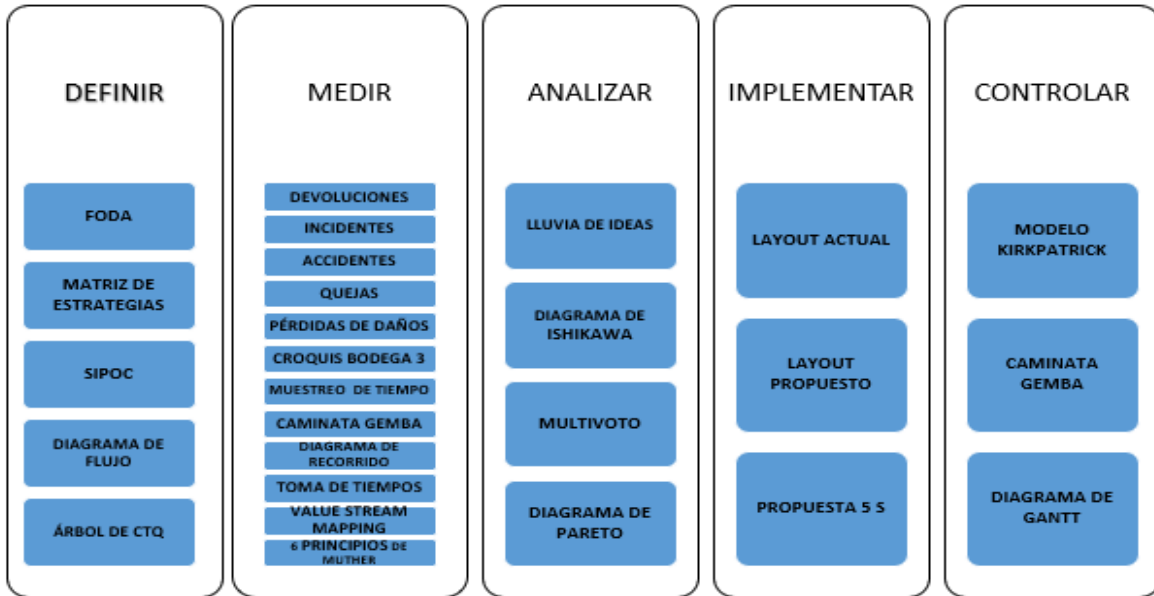 DEFINIR
FODA
MATRIZ DE
ESTRATEGIAS
SIPOC
DIAGRAMA DE
FLUJO
ÁRBOL DE CTQ
MEDIR
DEVOLUCIONES
INCIDENTES
ACCIDENTES
QUEJAS
PÉRDIDAS DE DAÑOS
CROQUIS BODEGA 3
MUESTREO DE TIEMPO
CAMINATA GEMBA
DIAGRAMA DE
RECORRIDO
TOMA DE TIEMPOS
VALUE STREAM
MAPPING
6 PRINCIPIOS DE
MUTHER
ANALIZAR
LLUVIA DE IDEAS
DIAGRAMA DE
ISHIKAWA
MULTIVOTO
DIAGRAMA DE
PARETO
IMPLEMENTAR
LAYOUT ACTUAL
LAYOUT
PROPUESTO
PROPUESTA 5 S
CONTROLAR
MODELO
KIRKPATRICK
CAMINATA
GEMBA
DIAGRAMA DE
GANTT